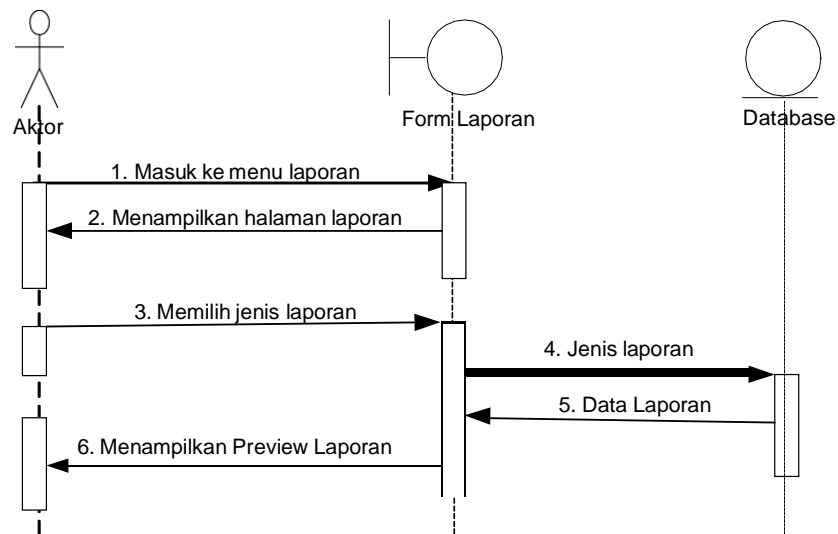 Aktor
Form Laporan
Database
1. Masuk ke menu laporan
2. Menampilkan halaman laporan
3. Memilih jenis laporan
4. Jenis laporan
5. Data Laporan
6. Menampilkan Preview Laporan